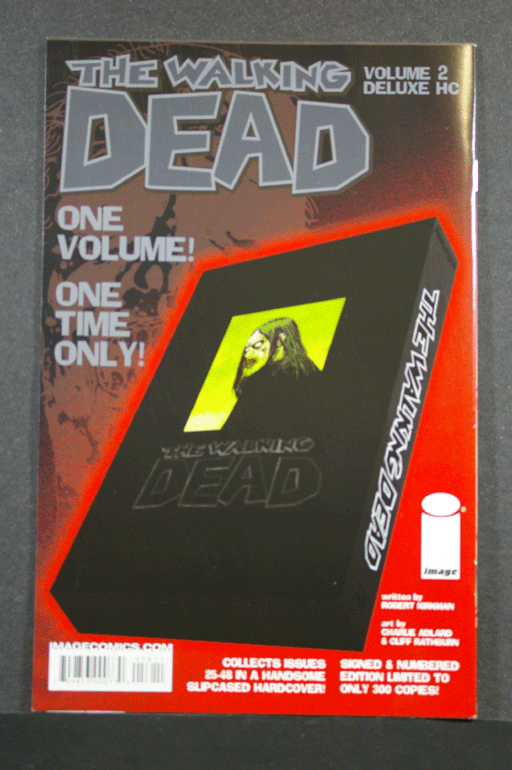 THE WALKING
DEAD
VOLUME 2
DELUXE HC
ONE
VOLUME!
ONE
TIME
ONLY!
THE WALKING
DEAD
THE WALKING DEAD
image
written by
ROBERT KIRKMAN
art by
CHARLIE ADLARD
& CLIFF RATHBURN
IMAGECOMICS.COM
COLLECTS ISSUES
25-48 IN A HANDSOME
SLIPCASED HARDCOVER!
SIGNED & NUMBERED
EDITION LIMITED TO
ONLY 300 COPIES!